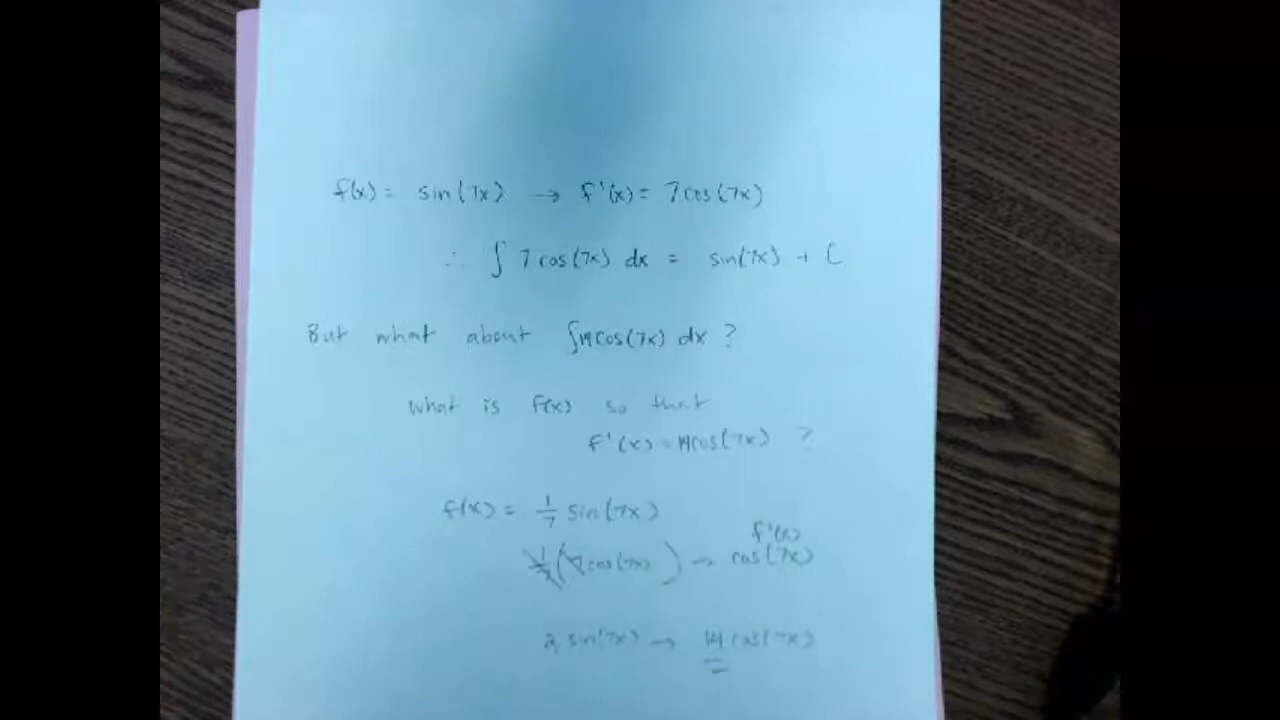 f(x) = sin(7x) → f'(x) = 7cos(7x)
∴ ∫ 7cos(7x) dx = sin(7x) + C
But what about ∫14cos(7x) dx ?
What is f(x) so that
f'(x) = 14cos(7x) ?
f(x) = 1/7 sin(7x)
f'(x)
1/7 (7cos(7x)) → cos(7x)
2 sin(7x) → 14 cos(7x)